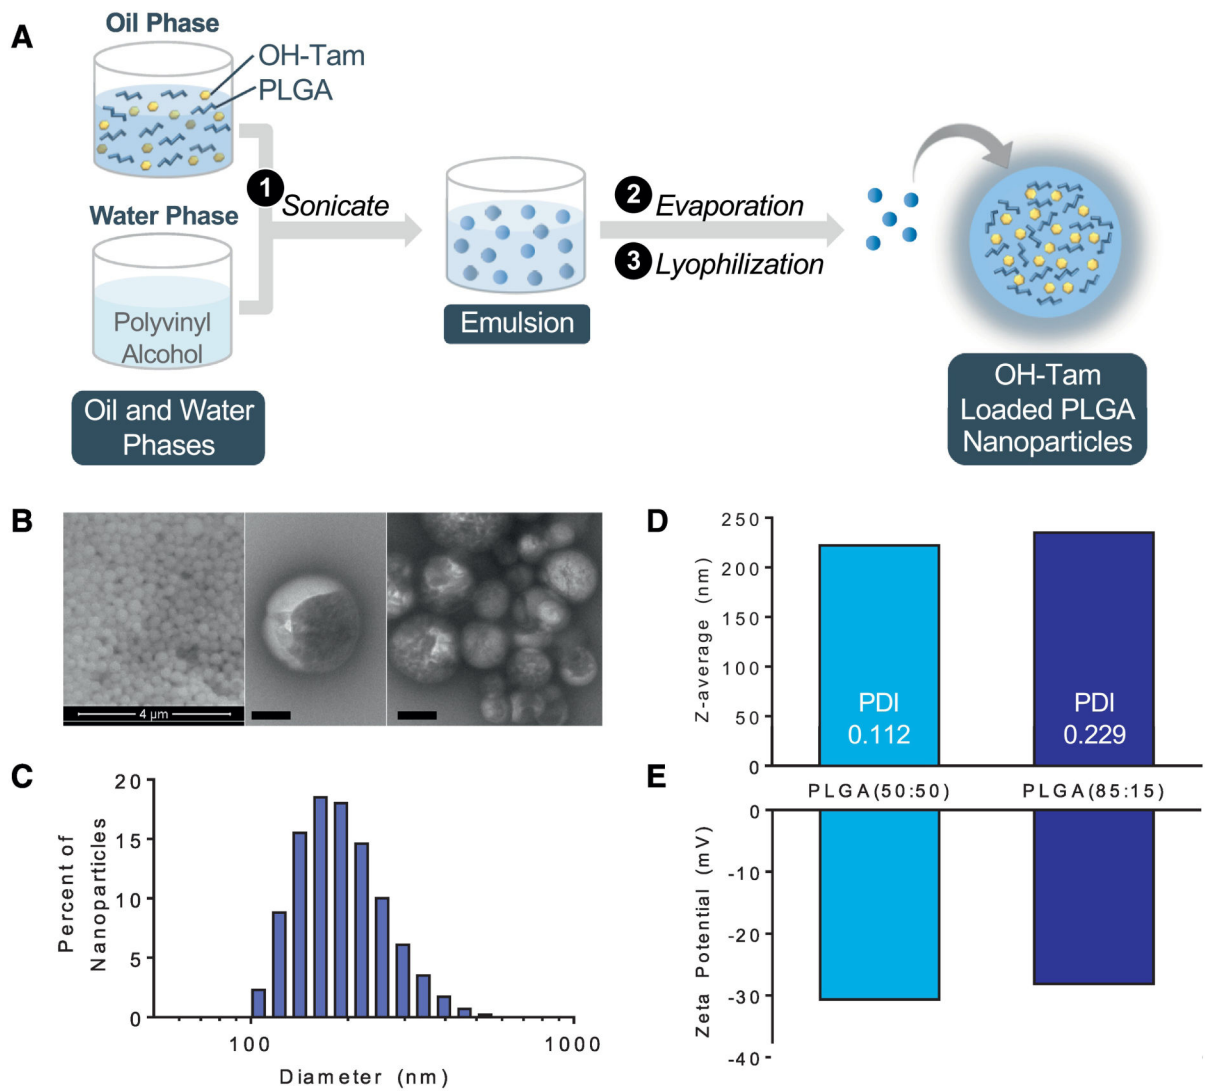 A
Oil Phase
OH-Tam
PLGA
Water Phase
Polyvinyl
Alcohol
Oil and Water
Phases
1 Sonicate
Emulsion
2 Evaporation
3 Lyophilization
OH-Tam
Loaded PLGA
Nanoparticles
B
4 µm
C
Percent of
Nanoparticles
20
15
10
5
0
100 1000
Diameter (nm)
D
Z-average (nm)
250
200
150
100
50
0
PDI
0.112
PDI
0.229
PLGA(50:50) PLGA(85:15)
E
Zeta Potential (mV)
0
-10
-20
-30
-40